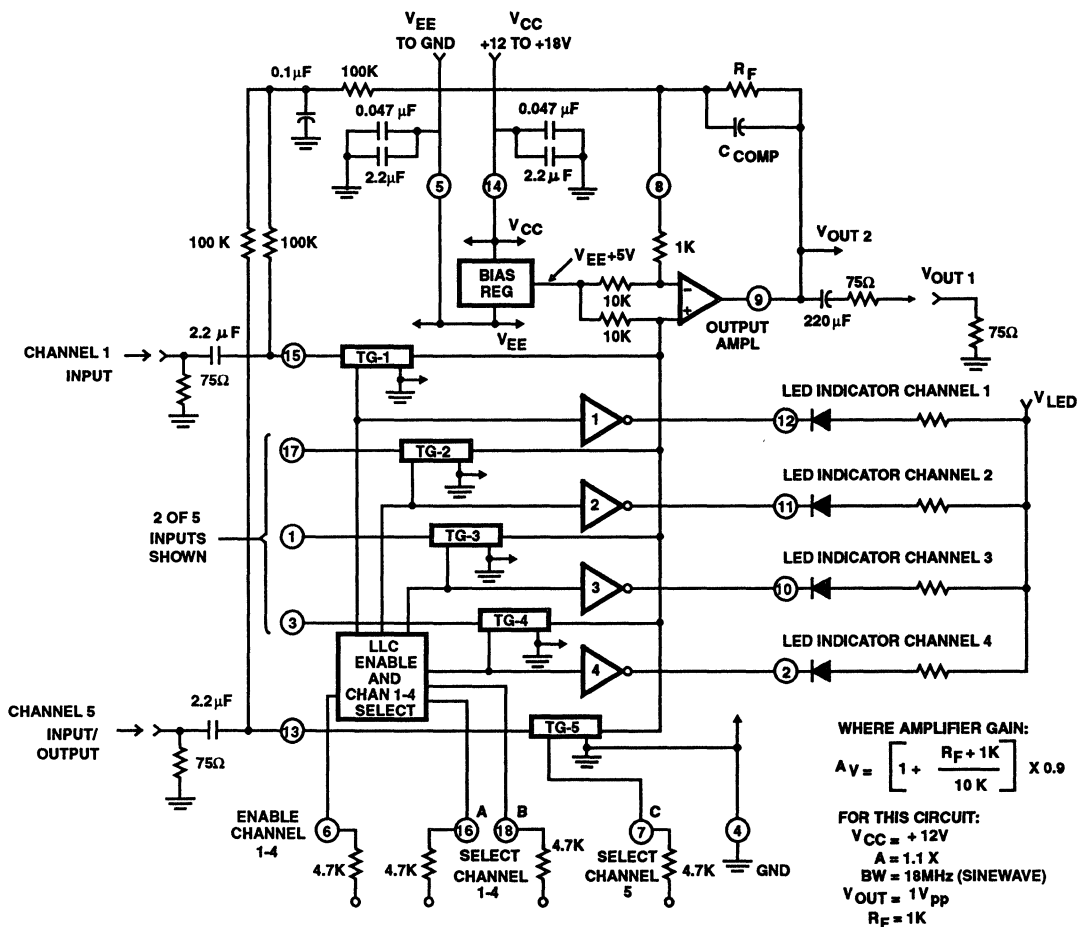 V_EE
TO GND
V_CC
+12 TO +18V
0.1μF
100K
R_F
0.047 μF
0.047 μF
C_COMP
2.2μF
2.2 μF
5
14
8
100 K
100K
V_CC
1K
V_OUT 2
BIAS
REG
V_EE+5V
10K
10K
−
+
9
OUTPUT
AMPL
75Ω
V_OUT 1
220μF
75Ω
V_EE
2.2 μF
CHANNEL 1
INPUT
75Ω
15
TG-1
LED INDICATOR CHANNEL 1
V_LED
1
12
17
TG-2
LED INDICATOR CHANNEL 2
2
11
2 OF 5
INPUTS
SHOWN
1
TG-3
LED INDICATOR CHANNEL 3
3
10
3
TG-4
LED INDICATOR CHANNEL 4
4
2
LLC
ENABLE
AND
CHAN 1-4
SELECT
2.2μF
CHANNEL 5
INPUT/
OUTPUT
75Ω
13
TG-5
ENABLE
CHANNEL
1-4
6
4.7K
4.7K
16
A
18
B
SELECT
CHANNEL
1-4
4.7K
SELECT
CHANNEL
5
7
C
4.7K
4
GND
WHERE AMPLIFIER GAIN:
A_V = [1 + (R_F + 1K / 10 K)] X 0.9
FOR THIS CIRCUIT:
V_CC = + 12V
A = 1.1 X
BW = 18MHz (SINEWAVE)
V_OUT = 1V_pp
R_F = 1K